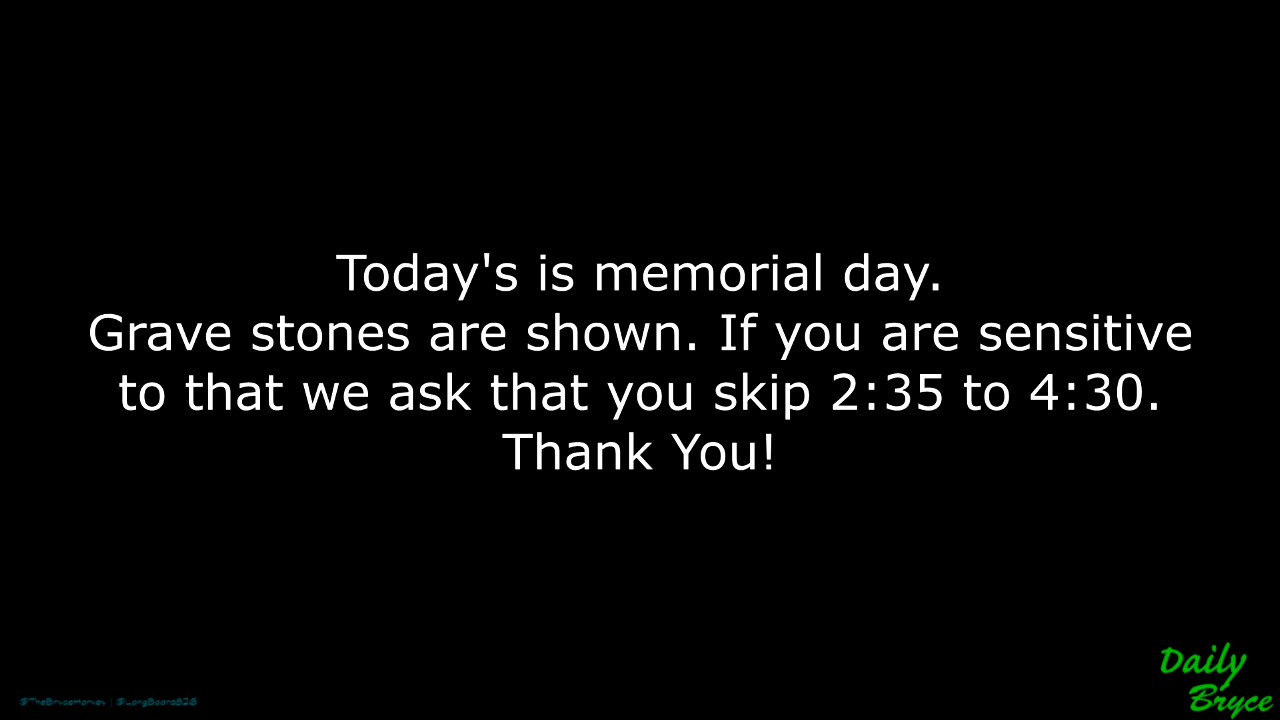 Today's is memorial day.
Grave stones are shown. If you are sensitive
to that we ask that you skip 2:35 to 4:30.
Thank You!
Daily
Bryce